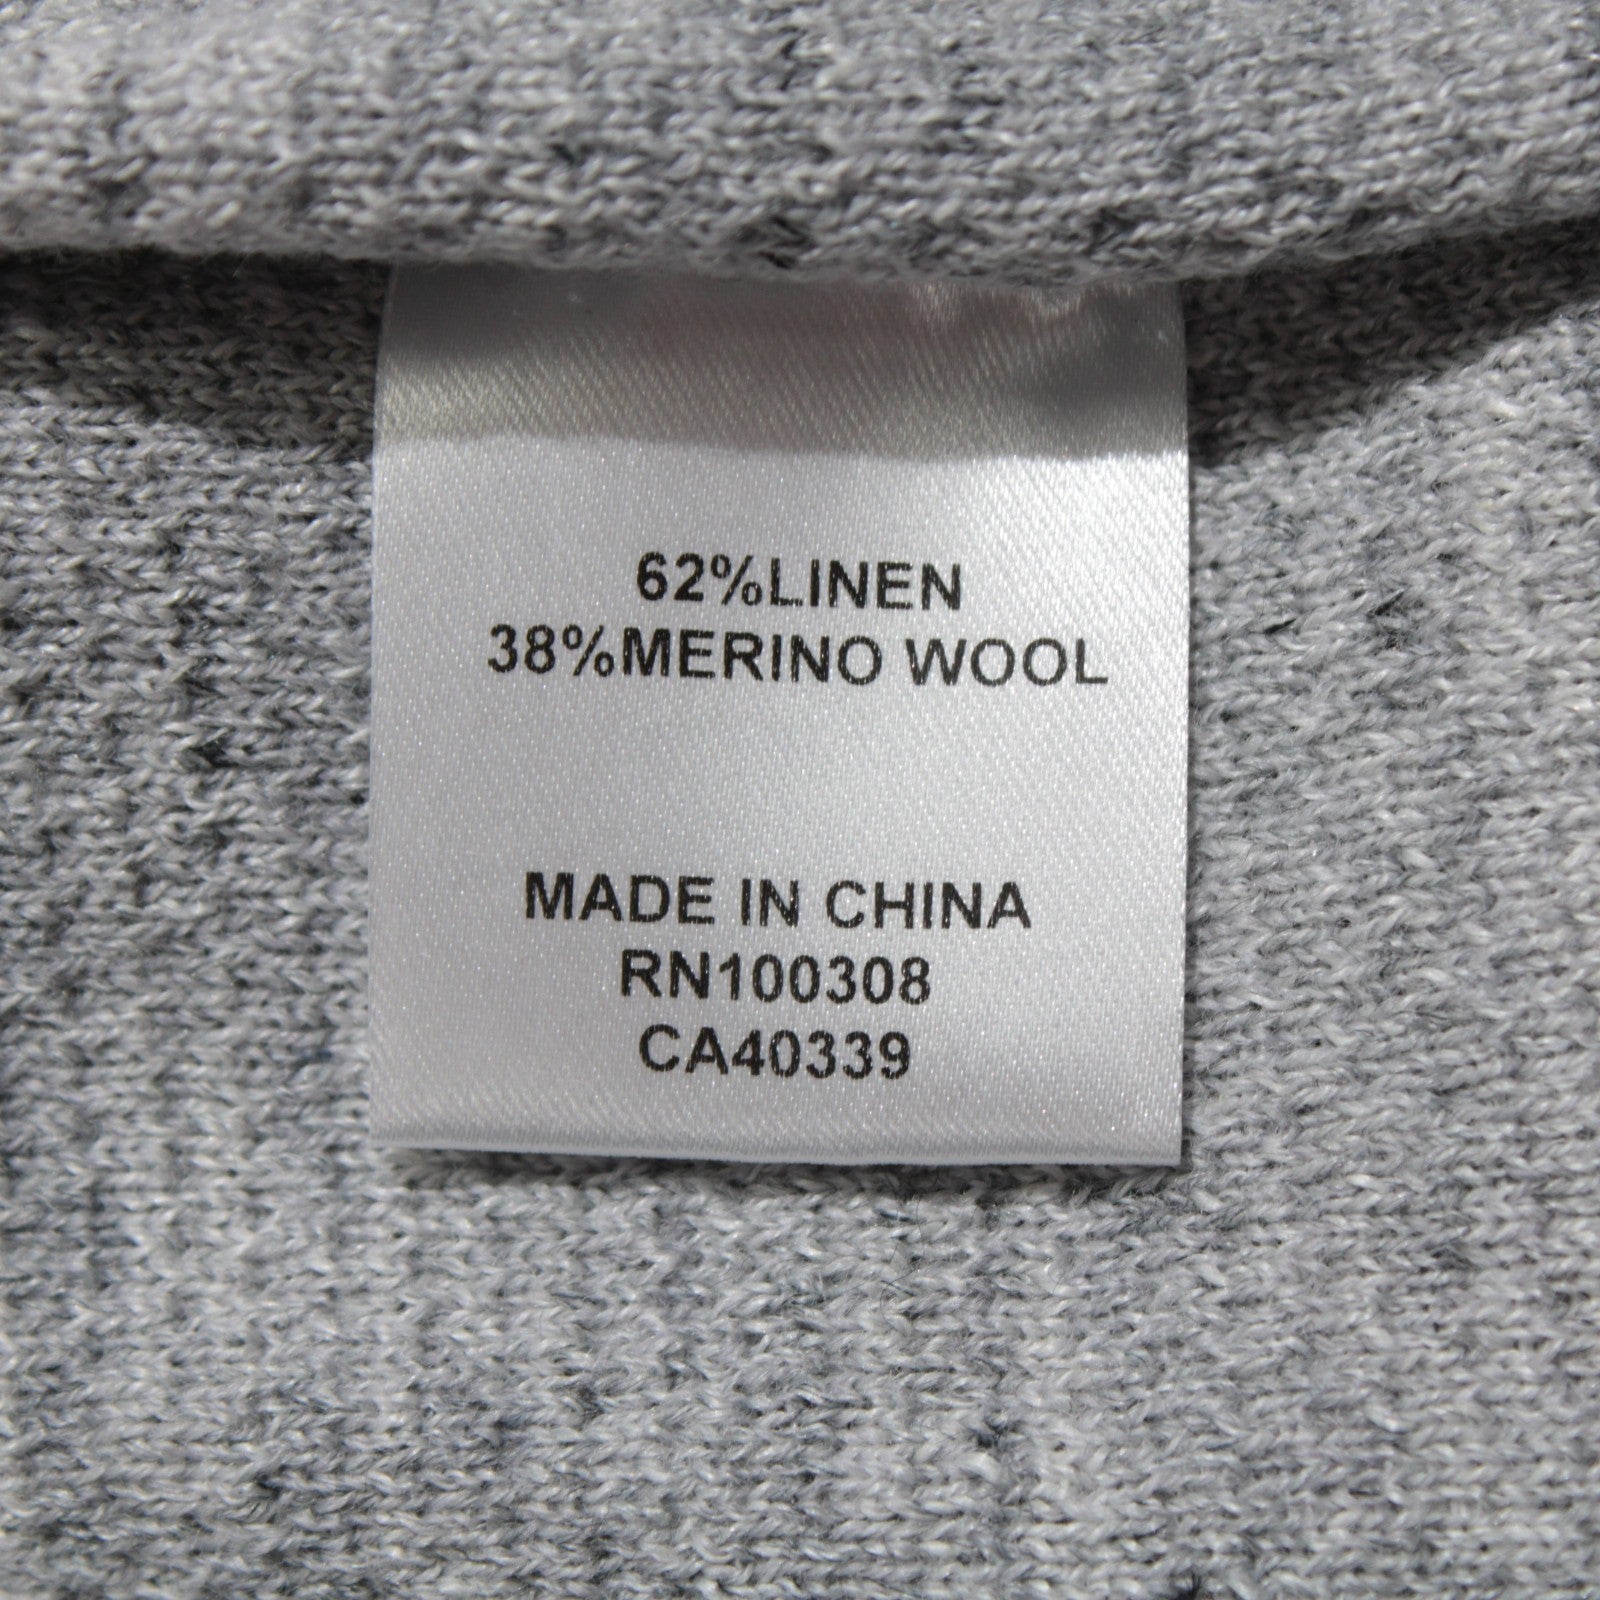 62%LINEN
38%MERINO WOOL
MADE IN CHINA
RN100308
CA40339